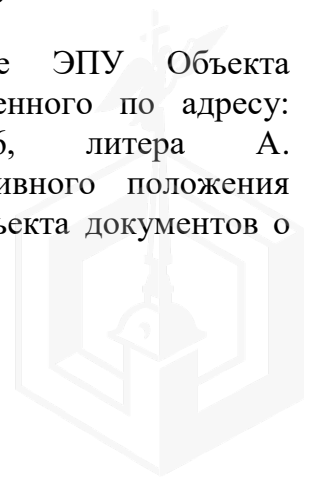 е ЭПУ Объекта
енного по адресу:
б, литера А.
ивного положения
ъекта документов о